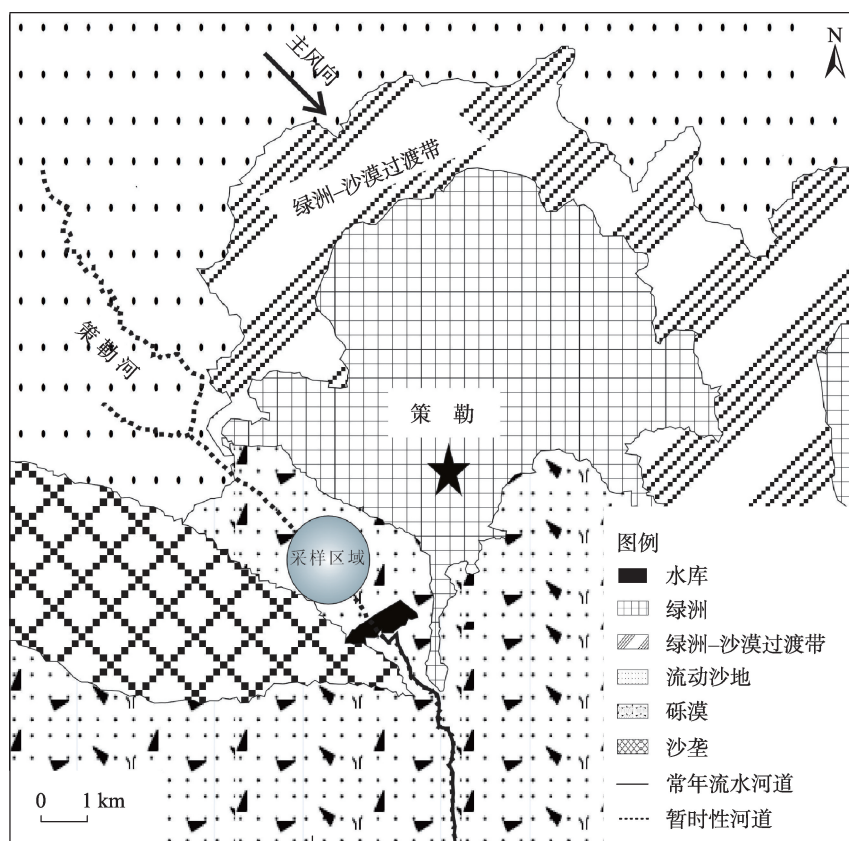 N
主风向
绿洲–沙漠过渡带
策勒河
策 勒
采样区域
图例
水库
绿洲
绿洲–沙漠过渡带
流动沙地
砾漠
沙垄
常年流水河道
暂时性河道
0 1 km